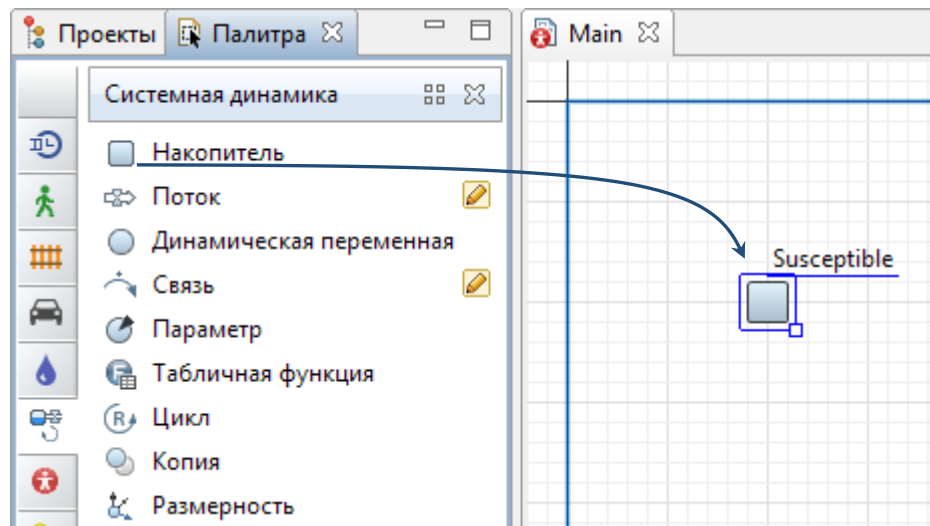 Проекты Палитра Main
Системная динамика
Накопитель
Поток
Динамическая переменная
Связь
Параметр
Табличная функция
R Цикл
Копия
Размерность
Susceptible